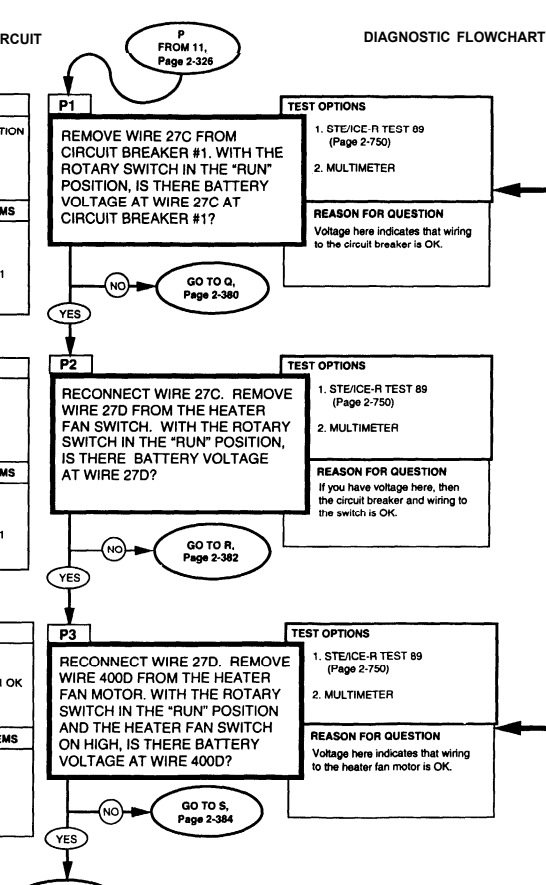 RCUIT
DIAGNOSTIC FLOWCHART
P
FROM 11,
Page 2-326
P1
REMOVE WIRE 27C FROM
CIRCUIT BREAKER #1. WITH THE
ROTARY SWITCH IN THE "RUN"
POSITION, IS THERE BATTERY
VOLTAGE AT WIRE 27C AT
CIRCUIT BREAKER #1?
TEST OPTIONS
1. STE/ICE-R TEST 89
(Page 2-750)
2. MULTIMETER
REASON FOR QUESTION
Voltage here indicates that wiring
to the circuit breaker is OK.
TION
MS
1
NO
GO TO Q,
Page 2-380
YES
P2
RECONNECT WIRE 27C. REMOVE
WIRE 27D FROM THE HEATER
FAN SWITCH. WITH THE ROTARY
SWITCH IN THE "RUN" POSITION,
IS THERE BATTERY VOLTAGE
AT WIRE 27D?
TEST OPTIONS
1. STE/ICE-R TEST 89
(Page 2-750)
2. MULTIMETER
REASON FOR QUESTION
If you have voltage here, then
the circuit breaker and wiring to
the switch is OK.
MS
1
NO
GO TO R,
Page 2-382
YES
P3
RECONNECT WIRE 27D. REMOVE
WIRE 400D FROM THE HEATER
FAN MOTOR. WITH THE ROTARY
SWITCH IN THE "RUN" POSITION
AND THE HEATER FAN SWITCH
ON HIGH, IS THERE BATTERY
VOLTAGE AT WIRE 400D?
TEST OPTIONS
1. STE/ICE-R TEST 89
(Page 2-750)
2. MULTIMETER
REASON FOR QUESTION
Voltage here indicates that wiring
to the heater fan motor is OK.
OK
EMS
NO
GO TO S,
Page 2-384
YES